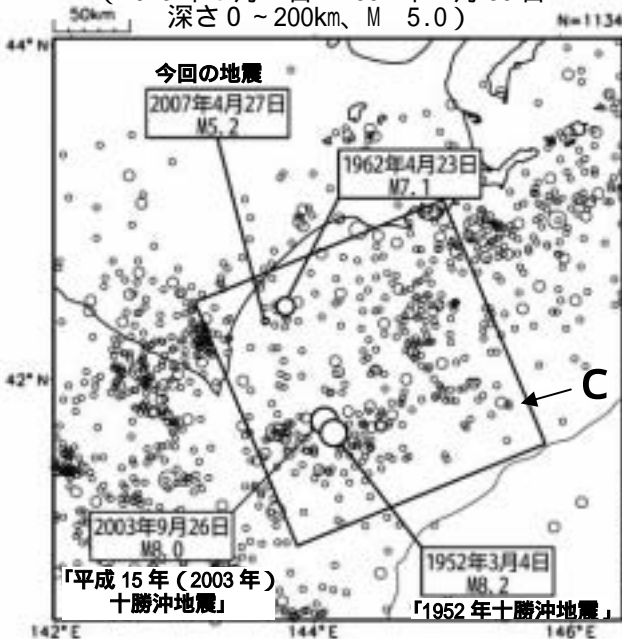 深さ0~200km、M 5.0)
50km
N=1134
44°N
今回の地震
2007年4月27日
M5.2
1962年4月23日
M7.1
42°N
C
2003年9月26日
M8.0
「平成15年(2003年)
十勝沖地震」
1952年3月4日
M8.2
「1952年十勝沖地震」
142°E
144°E
146°E